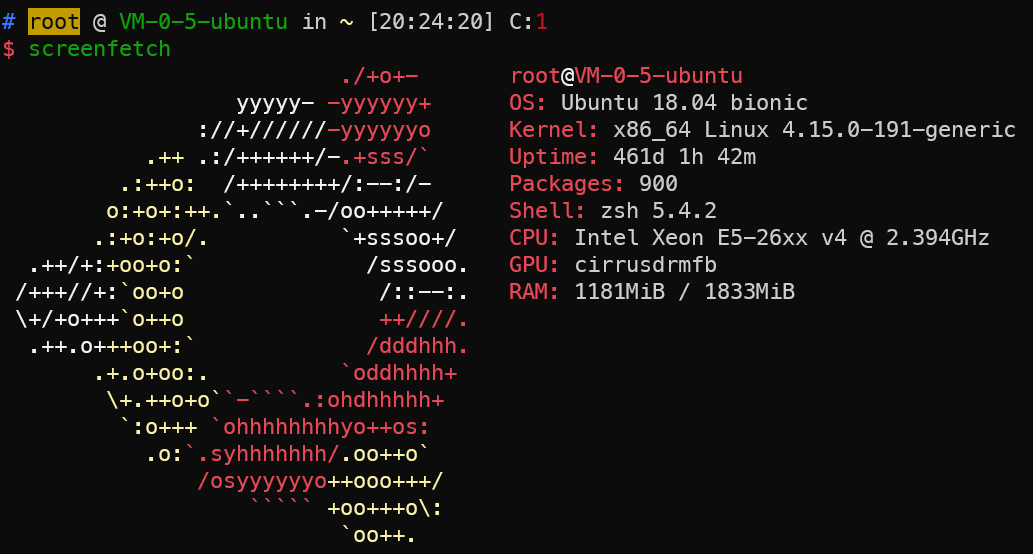 # root @ VM-0-5-ubuntu in ~ [20:24:20] C:1
$ screenfetch
                          ./+o+-       root@VM-0-5-ubuntu
                  yyyyy- -yyyyyy+      OS: Ubuntu 18.04 bionic
               ://+//////-yyyyyyo      Kernel: x86_64 Linux 4.15.0-191-generic
           .++ .:/++++++/-.+sss/`      Uptime: 461d 1h 42m
         .:++o:  /++++++++/:--:/-      Packages: 900
        o:+o+:++.`..```.-/oo+++++/     Shell: zsh 5.4.2
       .:+o:+o/.          `+sssoo+/    CPU: Intel Xeon E5-26xx v4 @ 2.394GHz
  .++/+:+oo+o:`             /sssooo.   GPU: cirrusdrmfb
 /+++//+:`oo+o               /::--:.   RAM: 1181MiB / 1833MiB
 \+/+o+++`o++o               ++////.
  .++.o+++oo+:`             /dddhhh.
       .+.o+oo:.          `oddhhhh+
        \+.++o+o``-````.:ohdhhhhh+
         `:o+++ `ohhhhhhhhyo++os:
           .o:`.syhhhhhhh/.oo++o`
               /osyyyyyyo++ooo+++/
                   ````` +oo+++o\:
                          `oo++.